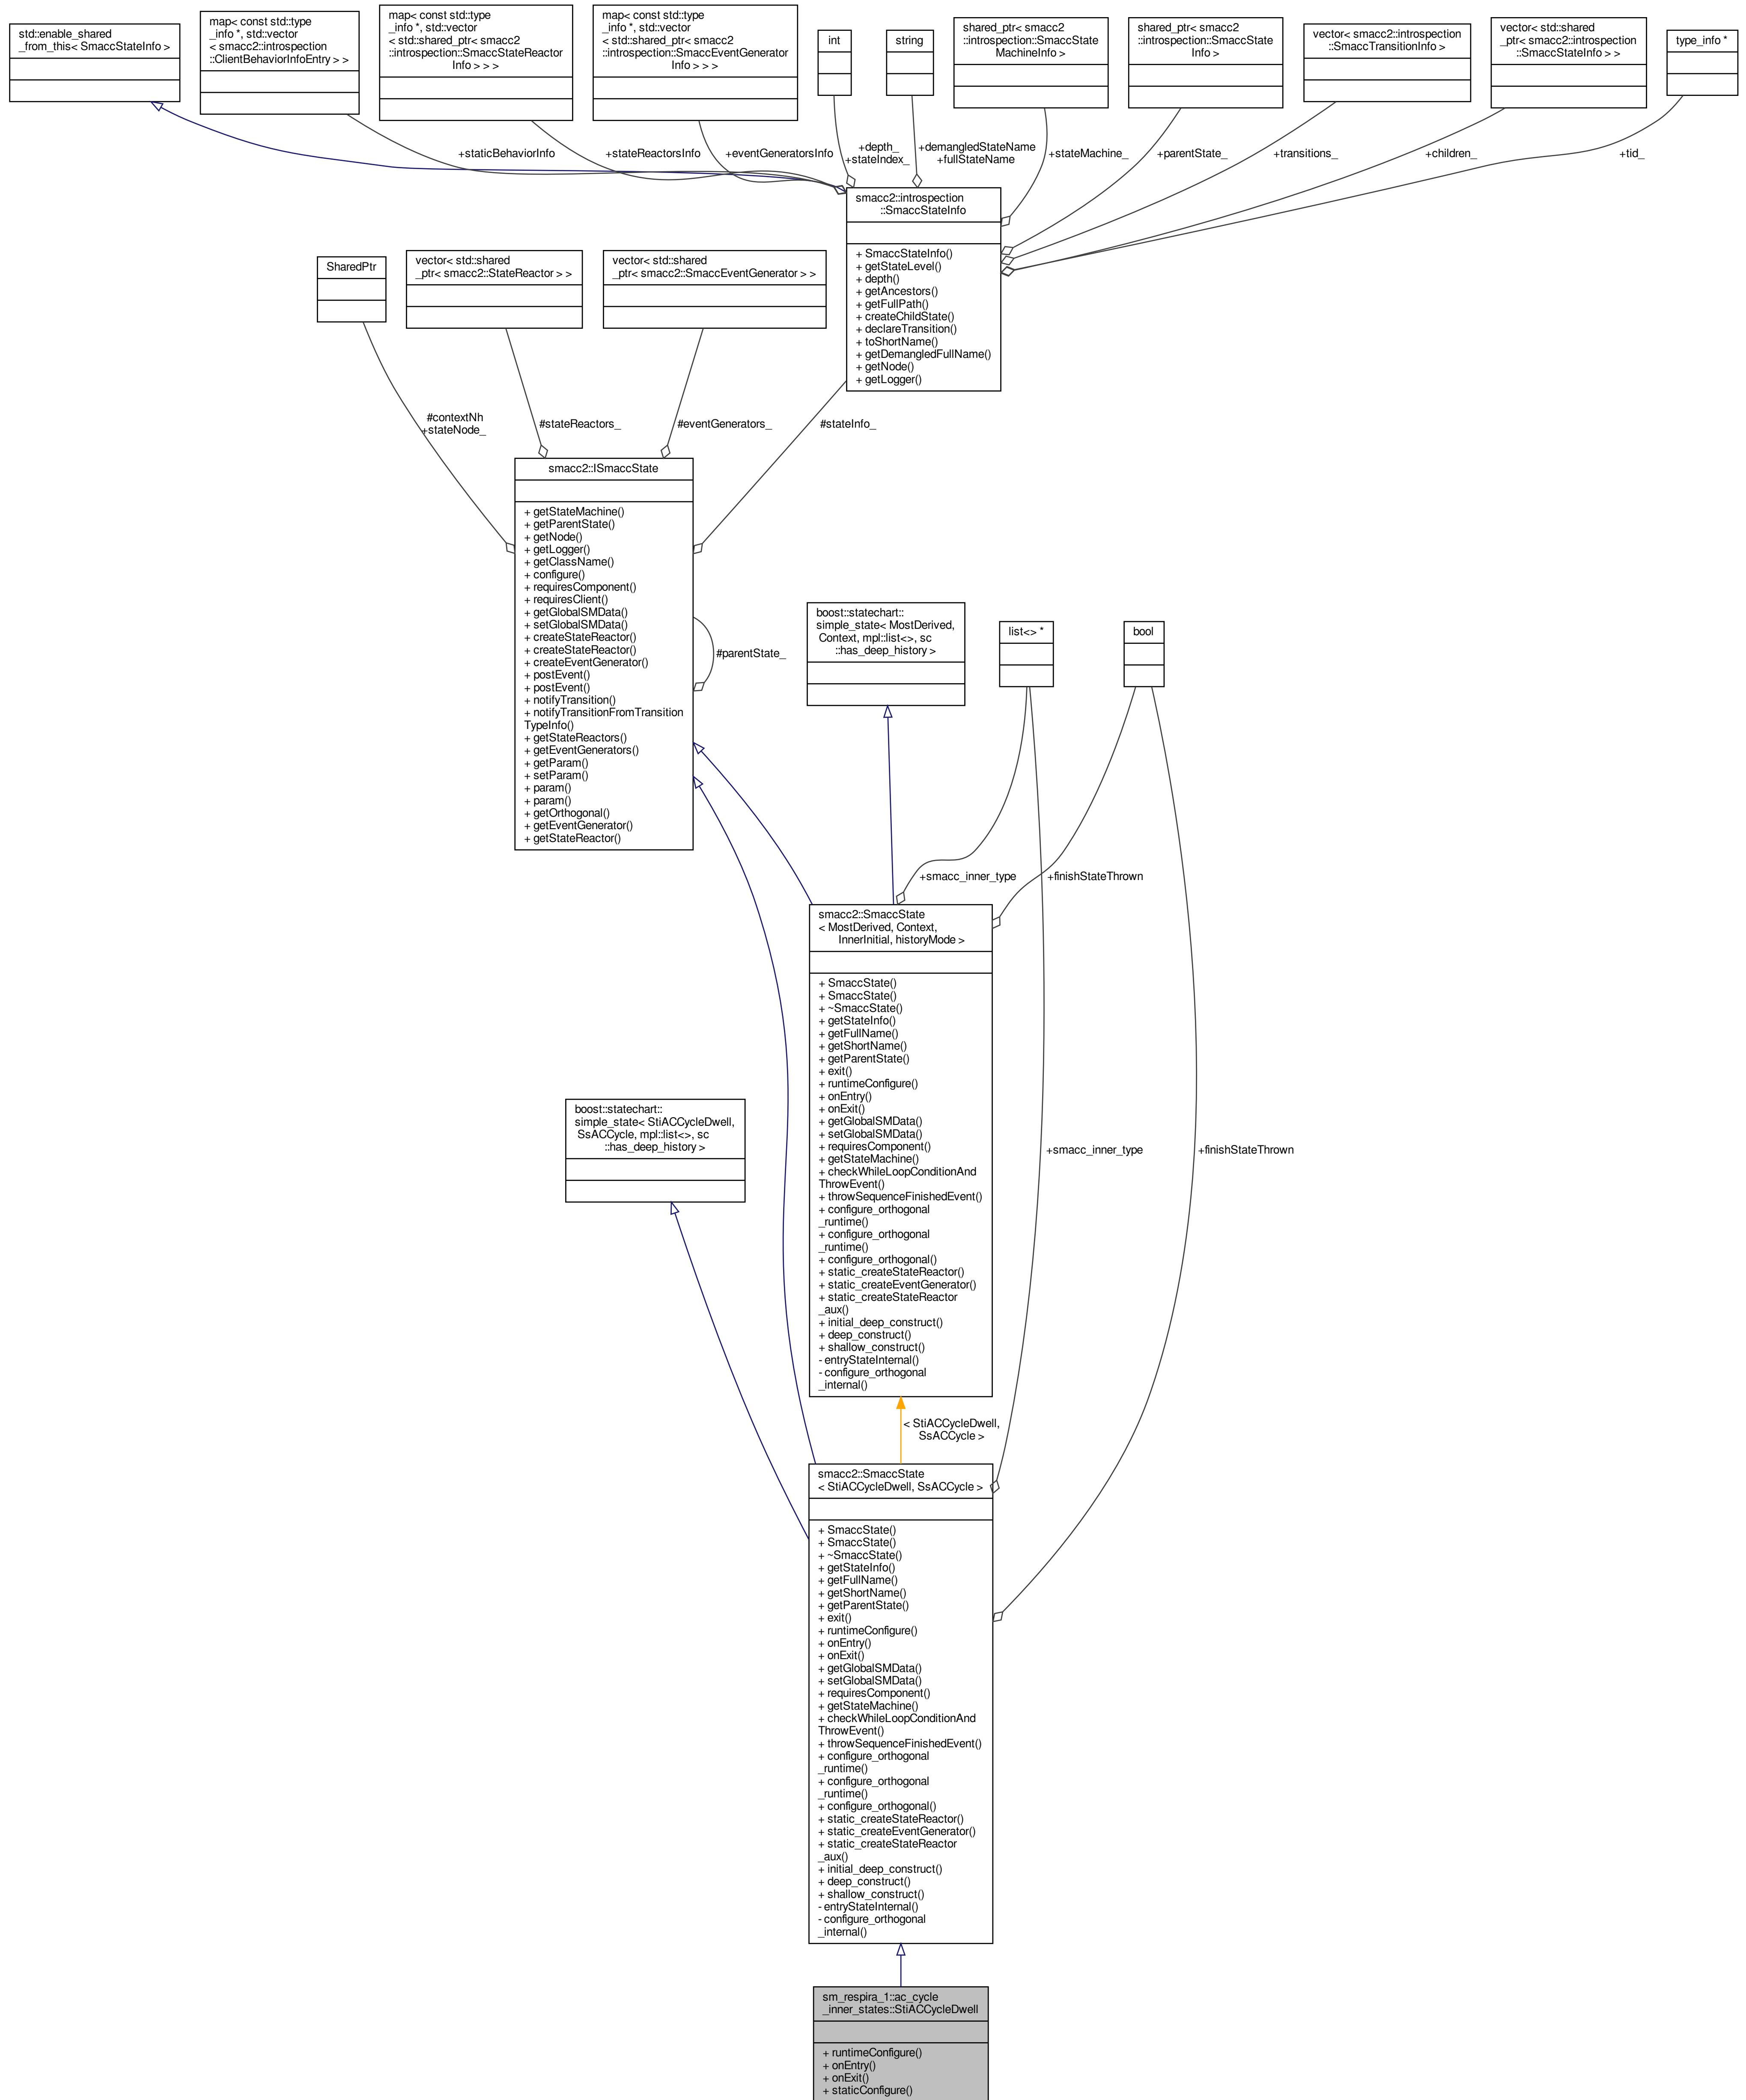 std::enable_shared
_from_this< SmaccStateInfo >
map< const std::type
_info *, std::vector
< smacc2::introspection
::ClientBehaviorInfoEntry > >
map< const std::type
_info *, std::vector
< std::shared_ptr< smacc2
::introspection::SmaccStateReactor
Info > > >
map< const std::type
_info *, std::vector
< std::shared_ptr< smacc2
::introspection::SmaccEventGenerator
Info > > >
int
string
shared_ptr< smacc2
::introspection::SmaccState
MachineInfo >
shared_ptr< smacc2
::introspection::SmaccState
Info >
vector< smacc2::introspection
::SmaccTransitionInfo >
vector< std::shared
_ptr< smacc2::introspection
::SmaccStateInfo > >
type_info *
+staticBehaviorInfo
+stateReactorsInfo
+eventGeneratorsInfo
+depth_
+stateIndex_
+demangledStateName
+fullStateName
+stateMachine_
+parentState_
+transitions_
+children_
+tid_
smacc2::introspection
::SmaccStateInfo
+ SmaccStateInfo()
+ getStateLevel()
+ depth()
+ getAncestors()
+ getFullPath()
+ createChildState()
+ declareTransition()
+ toShortName()
+ getDemangledFullName()
+ getNode()
+ getLogger()
SharedPtr
vector< std::shared
_ptr< smacc2::StateReactor > >
vector< std::shared
_ptr< smacc2::SmaccEventGenerator > >
#contextNh
+stateNode_
#stateReactors_
#eventGenerators_
#stateInfo_
smacc2::ISmaccState
+ getStateMachine()
+ getParentState()
+ getNode()
+ getLogger()
+ getClassName()
+ configure()
+ requiresComponent()
+ requiresClient()
+ getGlobalSMData()
+ setGlobalSMData()
+ createStateReactor()
+ createStateReactor()
+ createEventGenerator()
+ postEvent()
+ postEvent()
+ notifyTransition()
+ notifyTransitionFromTransition
TypeInfo()
+ getStateReactors()
+ getEventGenerators()
+ getParam()
+ setParam()
+ param()
+ param()
+ getOrthogonal()
+ getEventGenerator()
+ getStateReactor()
#parentState_
boost::statechart::
simple_state< MostDerived,
Context, mpl::list<>, sc
::has_deep_history >
list<> *
bool
+smacc_inner_type
+finishStateThrown
smacc2::SmaccState
< MostDerived, Context,
InnerInitial, historyMode >
+ SmaccState()
+ SmaccState()
+ ~SmaccState()
+ getStateInfo()
+ getFullName()
+ getShortName()
+ getParentState()
+ exit()
+ runtimeConfigure()
+ onEntry()
+ onExit()
+ getGlobalSMData()
+ setGlobalSMData()
+ requiresComponent()
+ getStateMachine()
+ checkWhileLoopConditionAnd
ThrowEvent()
+ throwSequenceFinishedEvent()
+ configure_orthogonal
_runtime()
+ configure_orthogonal
_runtime()
+ configure_orthogonal()
+ static_createStateReactor()
+ static_createEventGenerator()
+ static_createStateReactor
_aux()
+ initial_deep_construct()
+ deep_construct()
+ shallow_construct()
- entryStateInternal()
- configure_orthogonal
_internal()
boost::statechart::
simple_state< StiACCycleDwell,
SsACCycle, mpl::list<>, sc
::has_deep_history >
+smacc_inner_type
+finishStateThrown
< StiACCycleDwell,
SsACCycle >
smacc2::SmaccState
< StiACCycleDwell, SsACCycle >
+ SmaccState()
+ SmaccState()
+ ~SmaccState()
+ getStateInfo()
+ getFullName()
+ getShortName()
+ getParentState()
+ exit()
+ runtimeConfigure()
+ onEntry()
+ onExit()
+ getGlobalSMData()
+ setGlobalSMData()
+ requiresComponent()
+ getStateMachine()
+ checkWhileLoopConditionAnd
ThrowEvent()
+ throwSequenceFinishedEvent()
+ configure_orthogonal
_runtime()
+ configure_orthogonal
_runtime()
+ configure_orthogonal()
+ static_createStateReactor()
+ static_createEventGenerator()
+ static_createStateReactor
_aux()
+ initial_deep_construct()
+ deep_construct()
+ shallow_construct()
- entryStateInternal()
- configure_orthogonal
_internal()
sm_respira_1::ac_cycle
_inner_states::StiACCycleDwell
+ runtimeConfigure()
+ onEntry()
+ onExit()
+ staticConfigure()